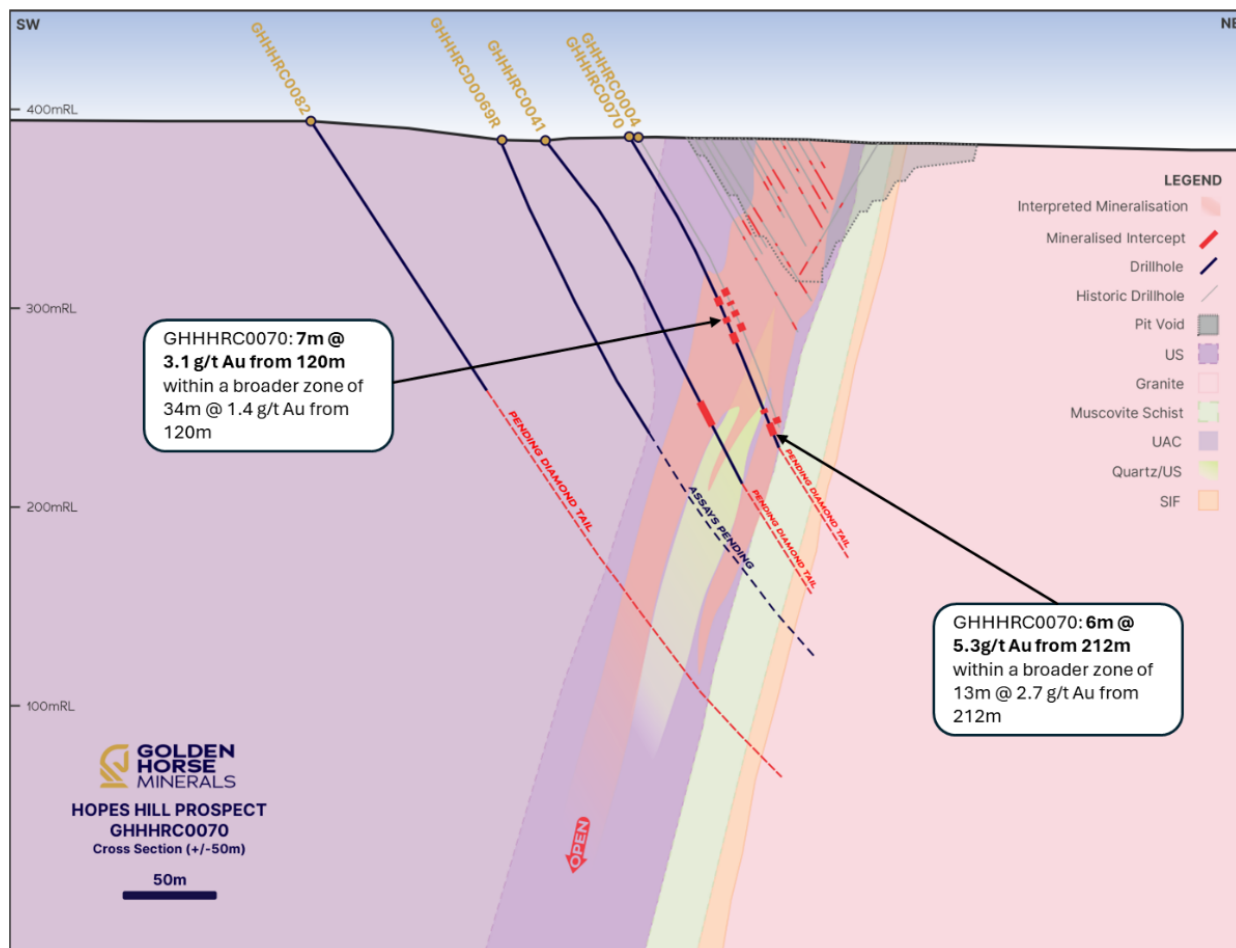 SW
NE
GHHHRC0082
GHHHRCD0069R
GHHHRC0041
GHHHRC0070
GHHHRC0004
400mRL
300mRL
200mRL
100mRL
LEGEND
Interpreted Mineralisation
Mineralised Intercept
Drillhole
Historic Drillhole
Pit Void
US
Granite
Muscovite Schist
UAC
Quartz/US
SIF
GHHHRC0070: 7m @
3.1 g/t Au from 120m
within a broader zone of
34m @ 1.4 g/t Au from
120m
PENDING DIAMOND TAIL
ASSAYS PENDING
PENDING DIAMOND TAIL
PENDING DIAMOND TAIL
GHHHRC0070: 6m @
5.3g/t Au from 212m
within a broader zone of
13m @ 2.7 g/t Au from
212m
OPEN
GOLDEN
HORSE
MINERALS
HOPES HILL PROSPECT
GHHHRC0070
Cross Section (+/-50m)
50m